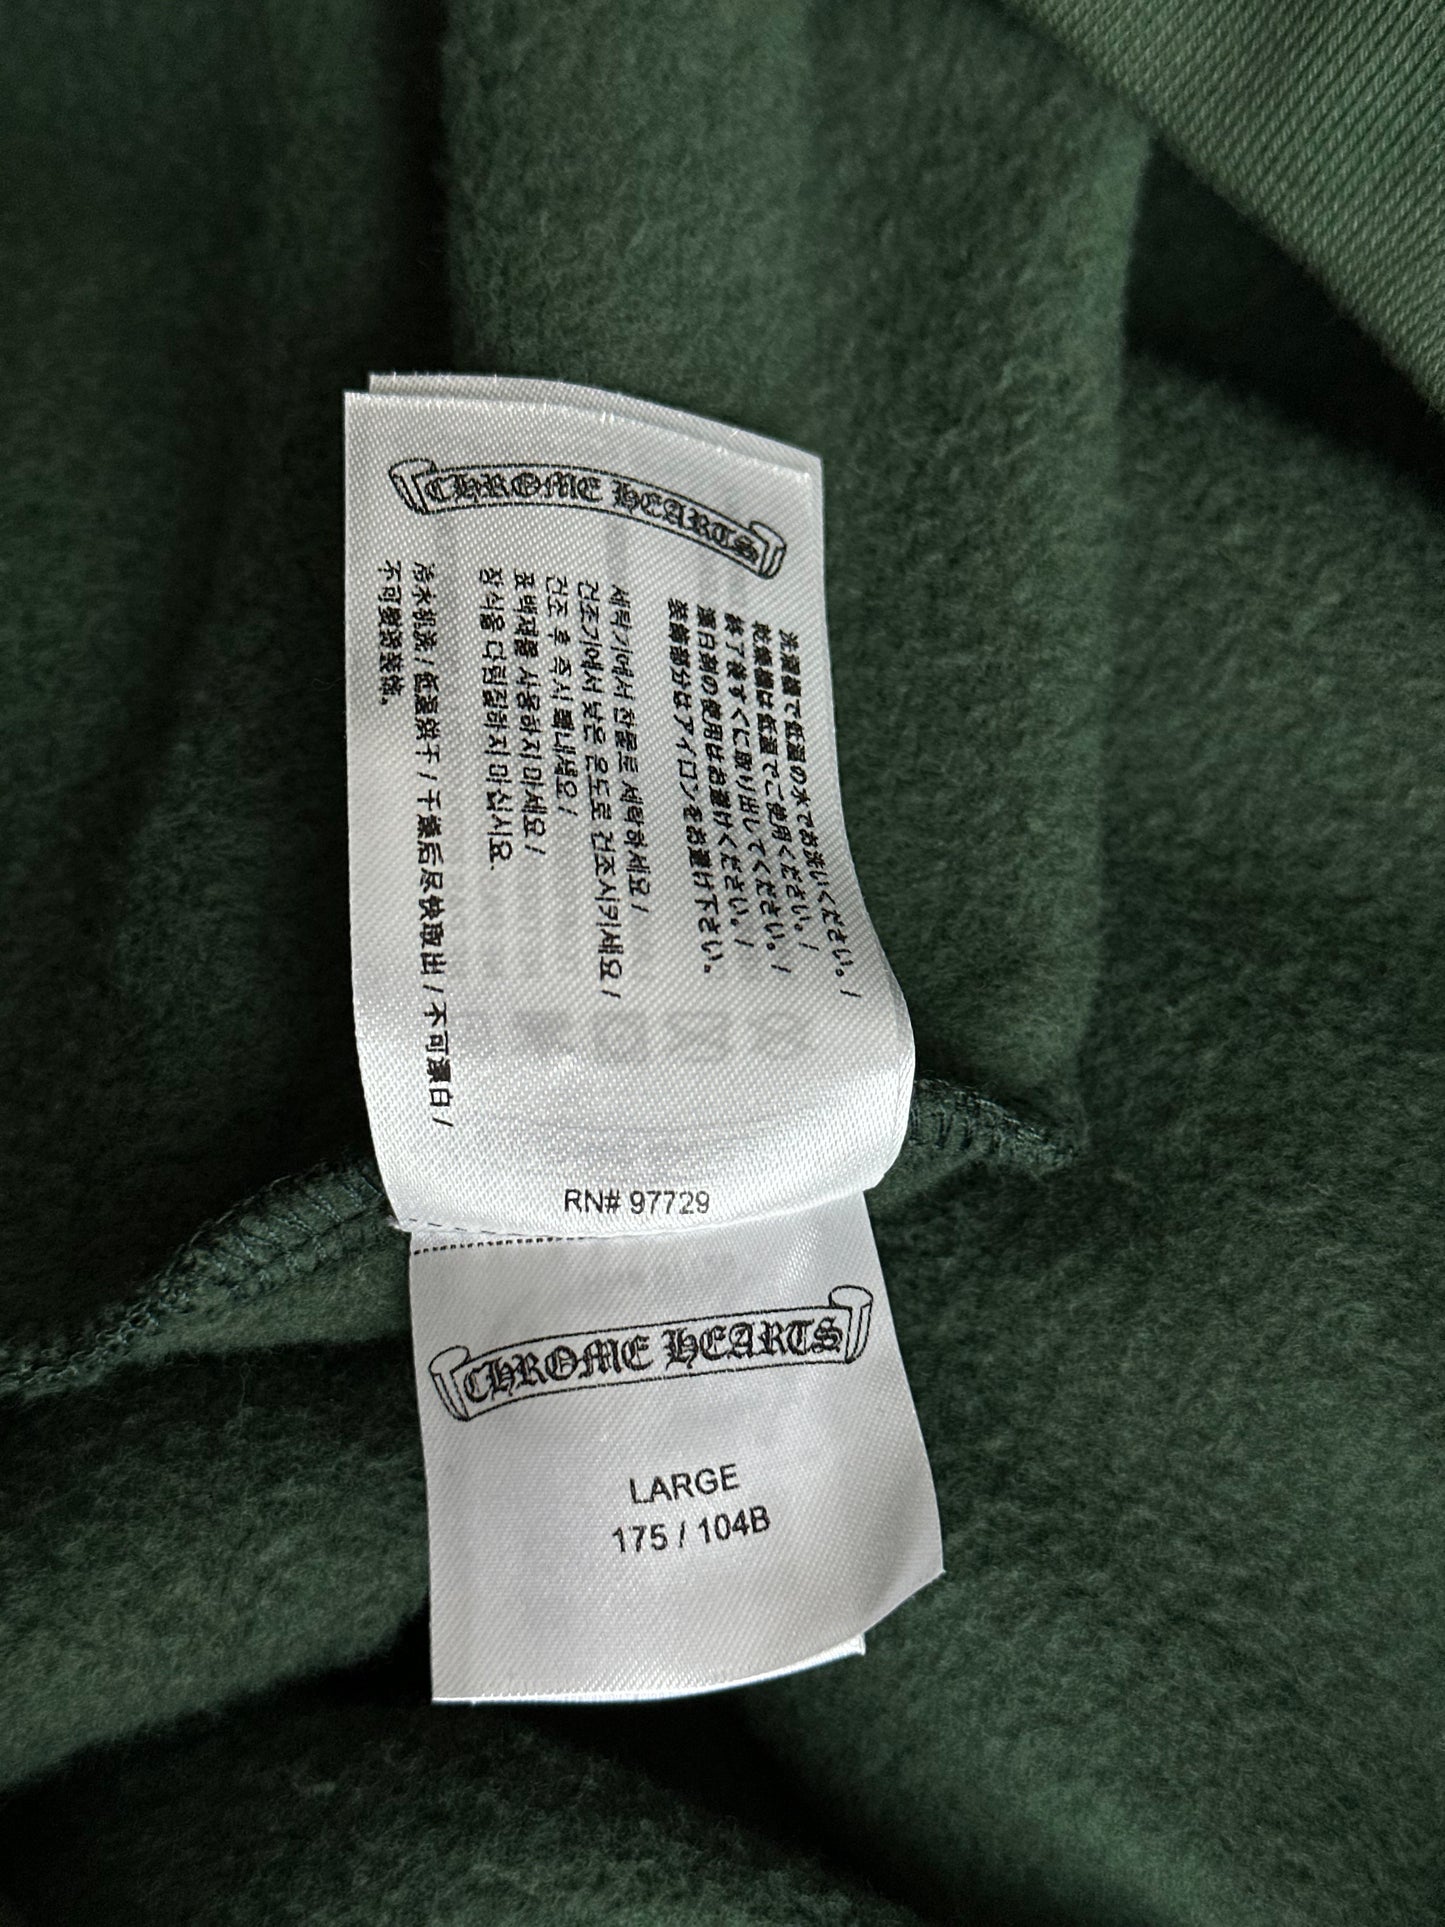 CHROME HEARTS
洗濯機で低温の水でお洗いください。/
乾燥機は低温でご使用ください。/
終了後すぐに取り出してください。/
漂白剤の使用はお避けください。/
装飾部分はアイロンをお避け下さい。
세탁기에서 찬물로 세탁하세요/
건조기에서 낮은 온도로 건조시키세요/
건조 후 즉시 빼내세요/
표백제를 사용하지 마세요/
장식을 다림질하지 마십시요.
冷水机洗/低温烘干/干燥后尽快取出/不可漂白/
不可熨烫装饰。
RN# 97729
CHROME HEARTS
LARGE
175 / 104B